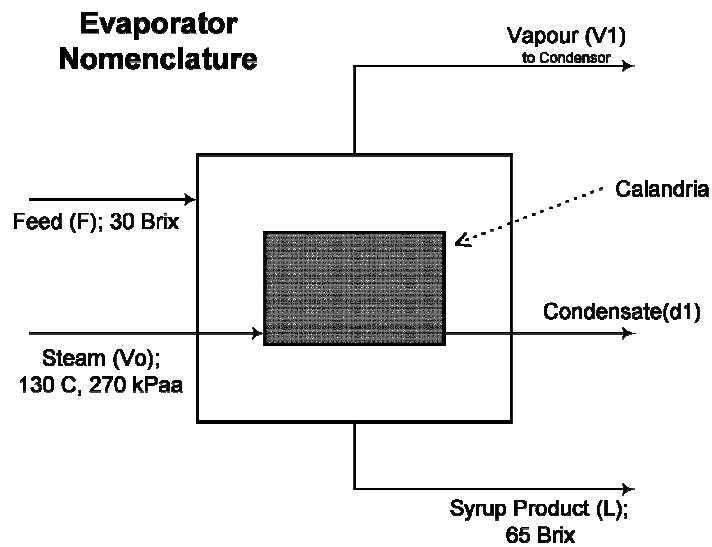 Evaporator
Nomenclature
Vapour (V1)
to Condensor
Calandria
Feed (F); 30 Brix
Condensate(d1)
Steam (Vo);
130 C, 270 kPaa
Syrup Product (L);
65 Brix